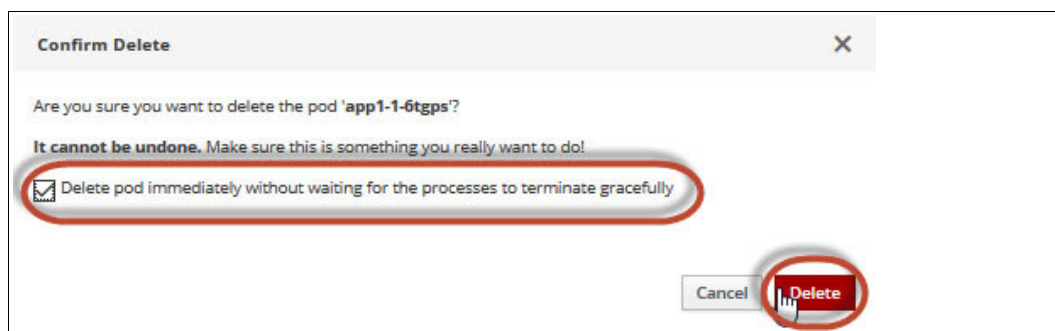 Confirm Delete
Are you sure you want to delete the pod 'app1-1-6tgps'?
It cannot be undone. Make sure this is something you really want to do!
Delete pod immediately without waiting for the processes to terminate gracefully
Cancel Delete